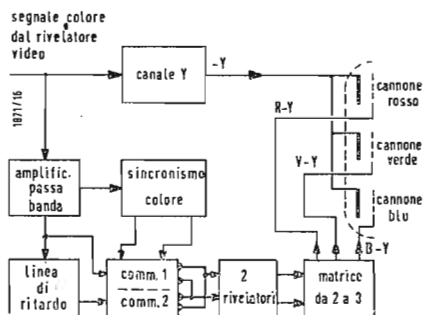 segnale colore
dal rivelatore
video
canale Y
-Y
R-Y
cannone
rosso
1871/16
V-Y
cannone
verde
amplific.
passa
banda
sincronismo
colore
cannone
blu
B-Y
linea
di
ritardo
comm. 1
comm. 2
2
rivelatori
matrice
da 2 a 3